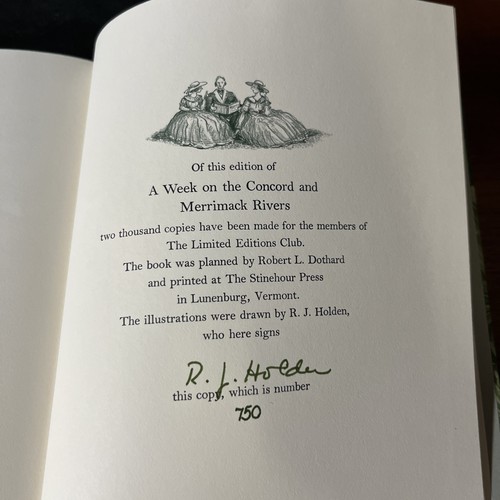 Of this edition of
A Week on the Concord and
Merrimack Rivers
two thousand copies have been made for the members of
The Limited Editions Club.
The book was planned by Robert L. Dothard
and printed at The Stinehour Press
in Lunenburg, Vermont.
The illustrations were drawn by R. J. Holden,
who here signs
R. J. Holden
this copy, which is number
750